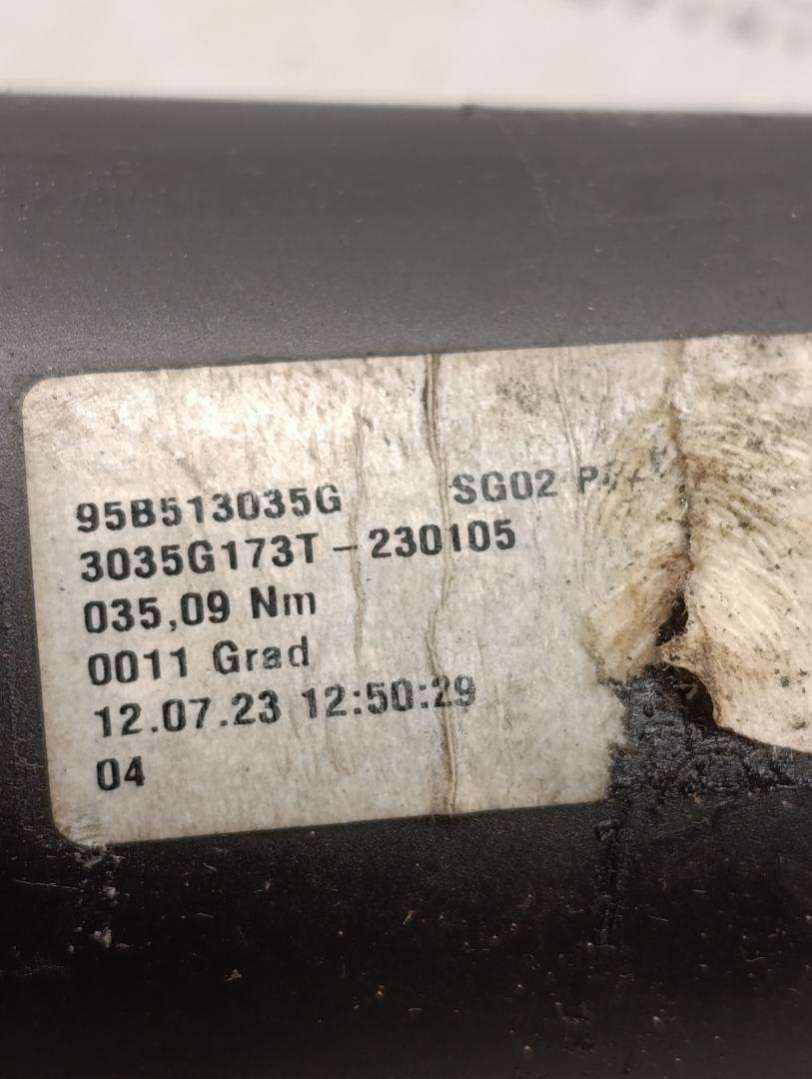 95B513035G SG02
3035G173T-230105
035,09 Nm
0011 Grad
12.07.23 12:50:29
04